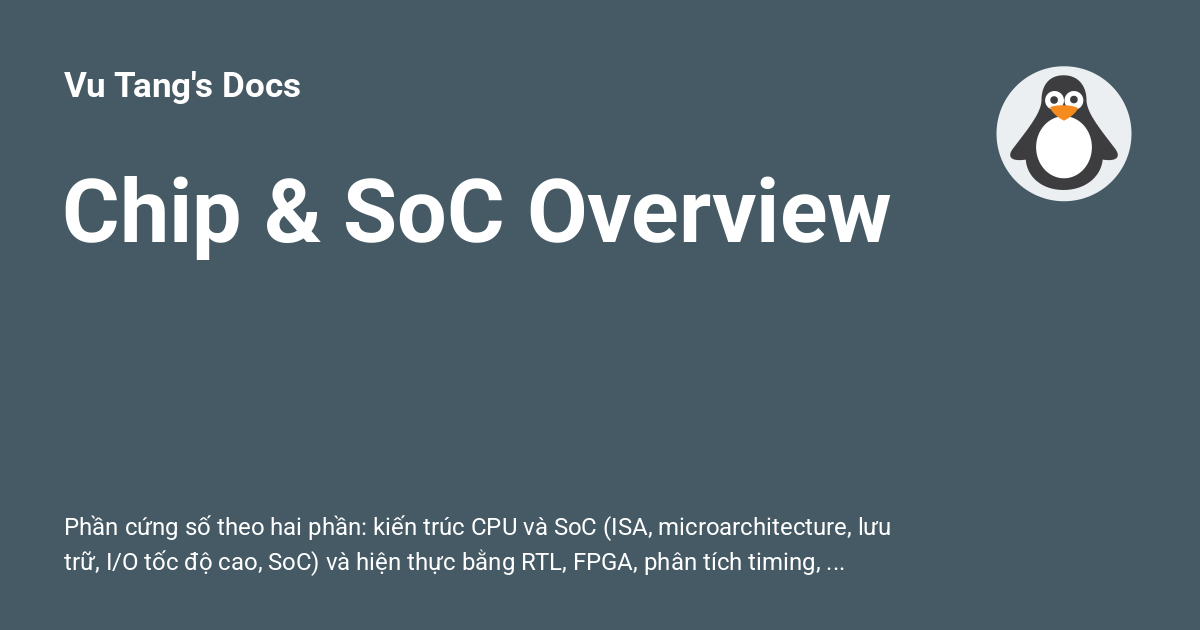 Vu Tang's Docs
Chip & SoC Overview
Phần cứng số theo hai phần: kiến trúc CPU và SoC (ISA, microarchitecture, lưu
trữ, I/O tốc độ cao, SoC) và hiện thực bằng RTL, FPGA, phân tích timing, ...